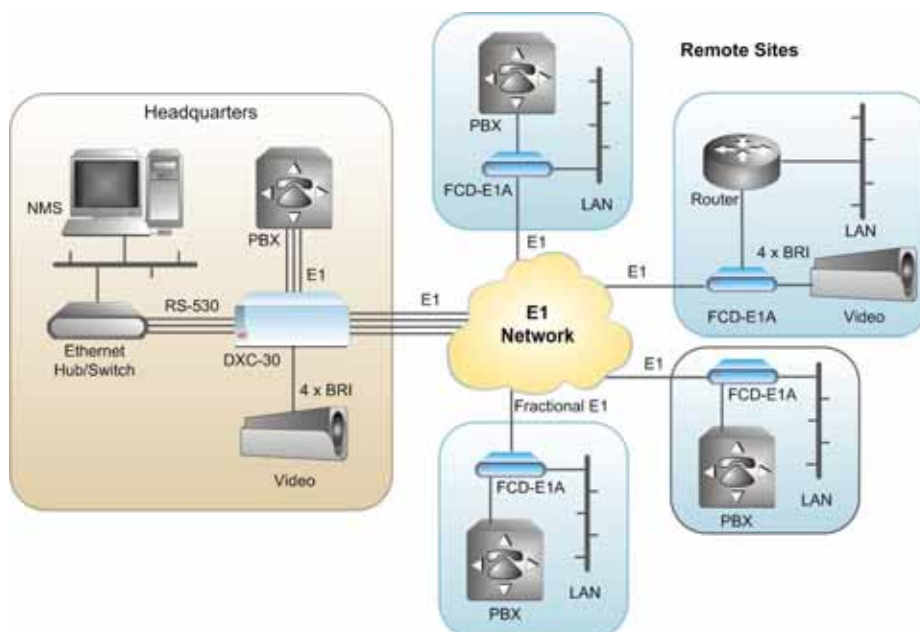 Remote Sites
Headquarters
NMS
PBX
E1
RS-530
Ethernet
Hub/Switch
DXC-30
4 x BRI
Video
E1
E1
Network
PBX
FCD-E1A
LAN
E1
Router
LAN
4 x BRI
E1
FCD-E1A
Video
E1
FCD-E1A
PBX
LAN
Fractional E1
FCD-E1A
PBX
LAN